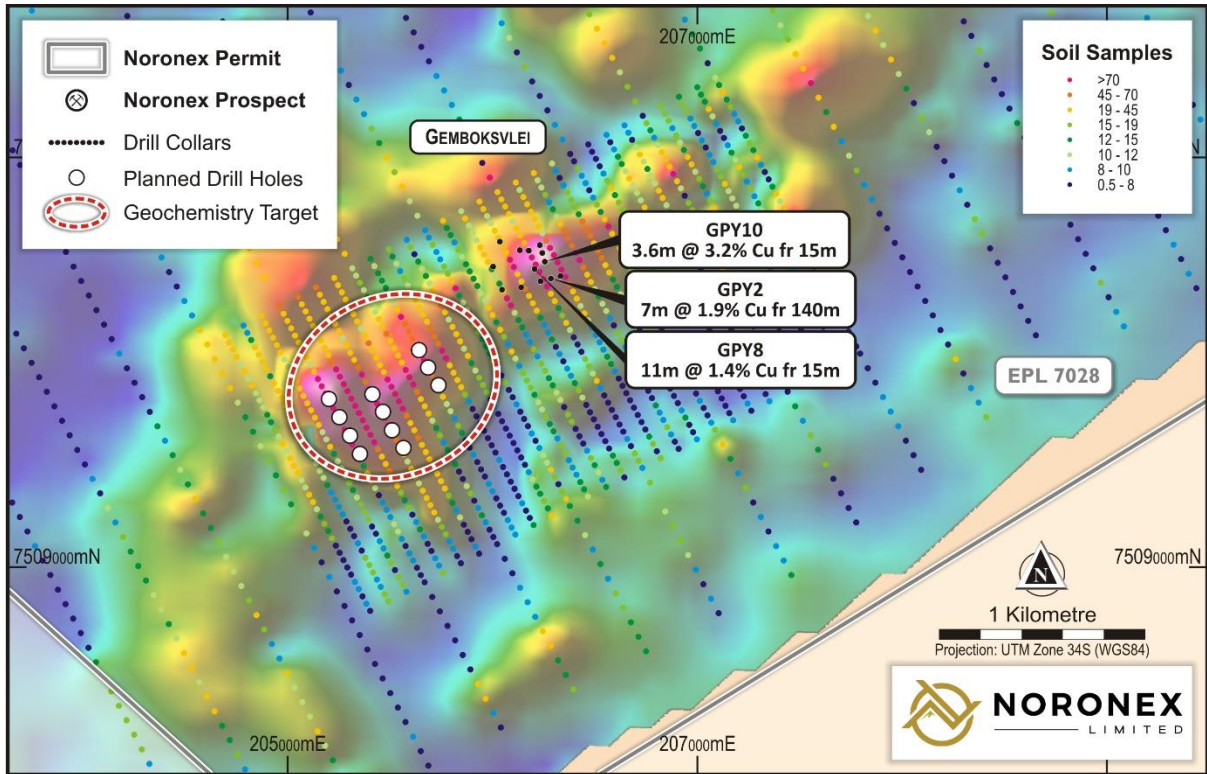 Noronex Permit
Noronex Prospect
Drill Collars
Planned Drill Holes
Geochemistry Target
207000mE
Soil Samples
>70
45 - 70
19 - 45
15 - 19
12 - 15
10 - 12
8 - 10
0.5 - 8
7
N
GEMBOKSVLEI
GPY10
3.6m @ 3.2% Cu fr 15m
GPY2
7m @ 1.9% Cu fr 140m
GPY8
11m @ 1.4% Cu fr 15m
EPL 7028
7509000mN
7509000mN
N
1 Kilometre
Projection: UTM Zone 34S (WGS84)
NORONEX
LIMITED
205000mE
207000mE